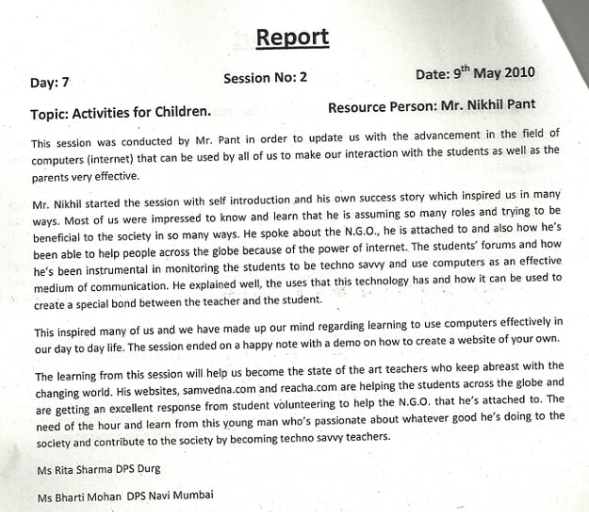 Report
Day: 7 Session No: 2 Date: 9th May 2010
Topic: Activities for Children. Resource Person: Mr. Nikhil Pant
This session was conducted by Mr. Pant in order to update us with the advancement in the field of
computers (internet) that can be used by all of us to make our interaction with the students as well as the
parents very effective.
Mr. Nikhil started the session with self introduction and his own success story which inspired us in many
ways. Most of us were impressed to know and learn that he is assuming so many roles and trying to be
beneficial to the society in so many ways. He spoke about the N.G.O., he is attached to and also how he's
been able to help people across the globe because of the power of internet. The students' forums and how
he's been instrumental in monitoring the students to be techno savvy and use computers as an effective
medium of communication. He explained well, the uses that this technology has and how it can be used to
create a special bond between the teacher and the student.
This inspired many of us and we have made up our mind regarding learning to use computers effectively in
our day to day life. The session ended on a happy note with a demo on how to create a website of your own.
The learning from this session will help us become the state of the art teachers who keep abreast with the
changing world. His websites, samvedna.com and reacha.com are helping the students across the globe and
are getting an excellent response from student volunteering to help the N.G.O. that he's attached to. The
need of the hour and learn from this young man who's passionate about whatever good he's doing to the
society and contribute to the society by becoming techno savvy teachers.
Ms Rita Sharma DPS Durg
Ms Bharti Mohan DPS Navi Mumbai